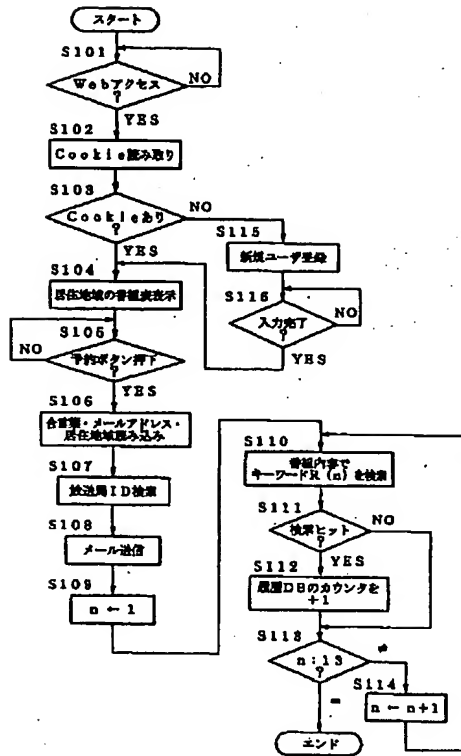 スタート
S101
Webアクセス
?
NO
YES
S102
Cookie読み取り
S103
Cookieあり
?
NO
YES
S115
新規ユーザ登録
S104
居住地域の番組表表示
S116
入力完了
?
NO
YES
S105
予約ボタン押下
?
NO
YES
S106
合言葉・メールアドレス・
居住地域読み込み
S107
放送局ID検索
S108
メール送信
S109
n ← 1
S110
番組内容で
キーワードR(n)を検索
S111
検索ヒット
?
NO
YES
S112
履歴DBのカウンタを
+1
S113
n:13
?
≠
=
S114
n ← n+1
エンド